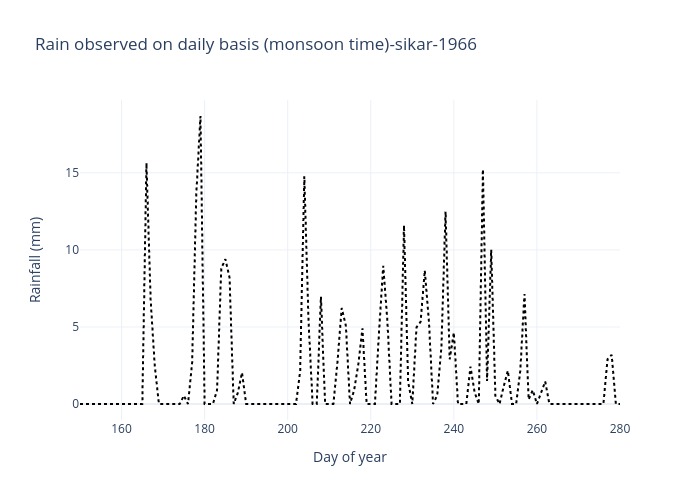 Rain observed on daily basis (monsoon time)-sikar-1966
15
10
5
0
Rainfall (mm)
160 180 200 220 240 260 280
Day of year